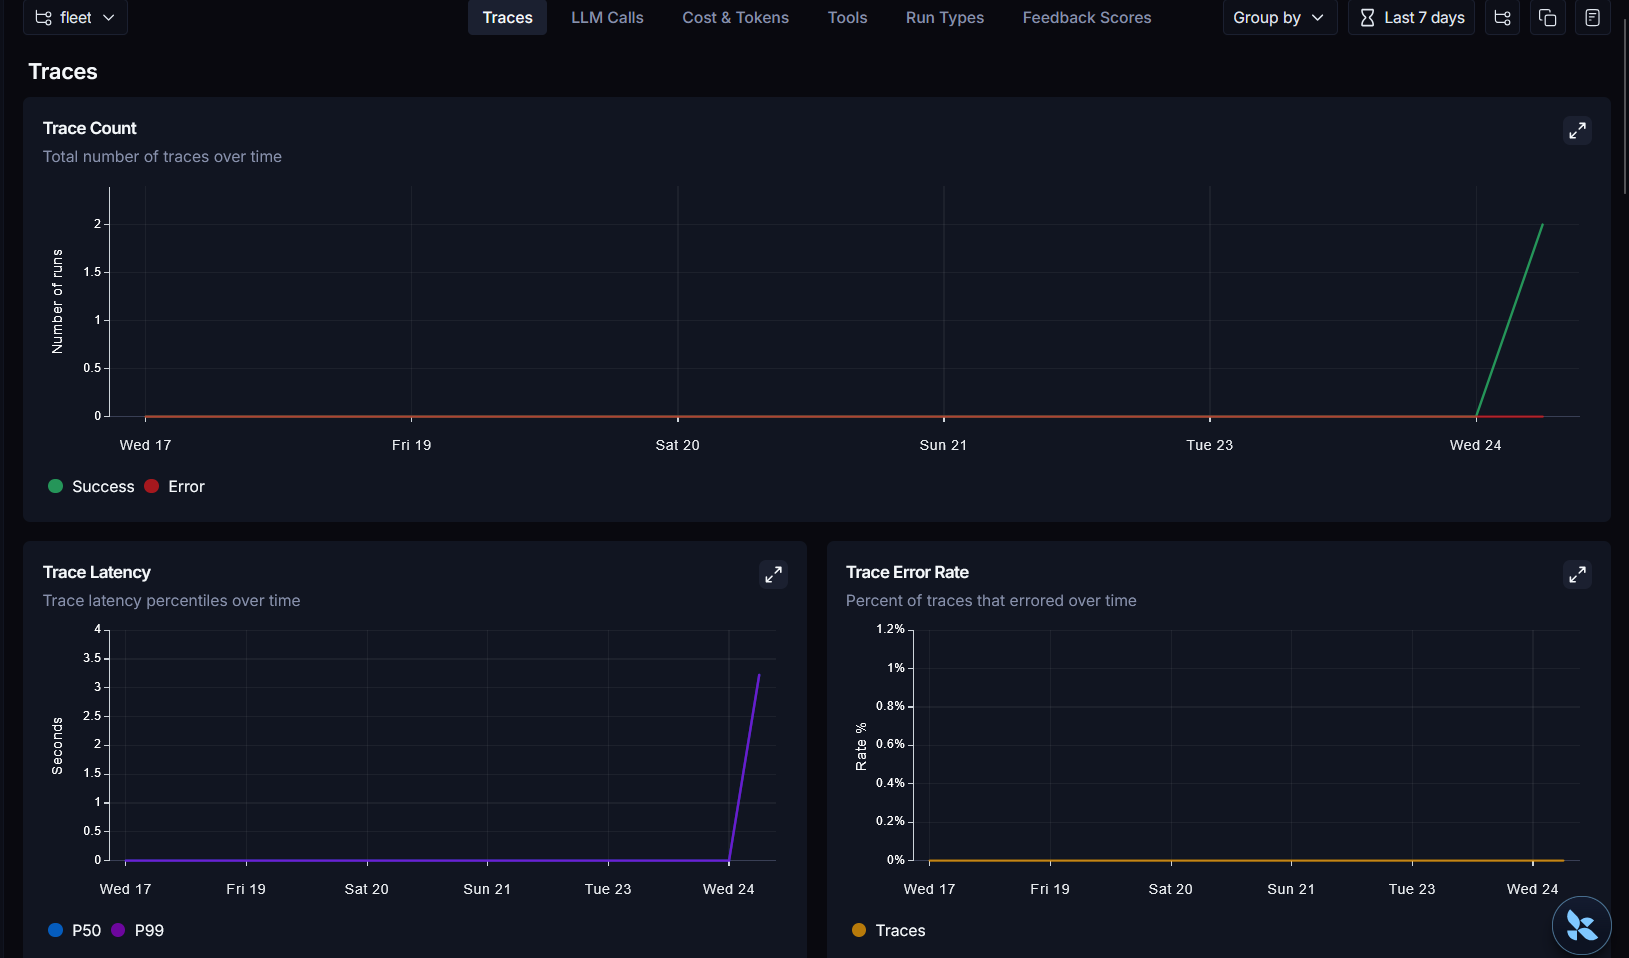 fleet
Traces
LLM Calls
Cost & Tokens
Tools
Run Types
Feedback Scores
Group by
Last 7 days
Traces
Trace Count
Total number of traces over time
Number of runs
2
1.5
1
0.5
0
Wed 17
Fri 19
Sat 20
Sun 21
Tue 23
Wed 24
Success
Error
Trace Latency
Trace latency percentiles over time
Seconds
4
3.5
3
2.5
2
1.5
1
0.5
0
Wed 17
Fri 19
Sat 20
Sun 21
Tue 23
Wed 24
P50
P99
Trace Error Rate
Percent of traces that errored over time
Rate %
1.2%
1%
0.8%
0.6%
0.4%
0.2%
0%
Wed 17
Fri 19
Sat 20
Sun 21
Tue 23
Wed 24
Traces